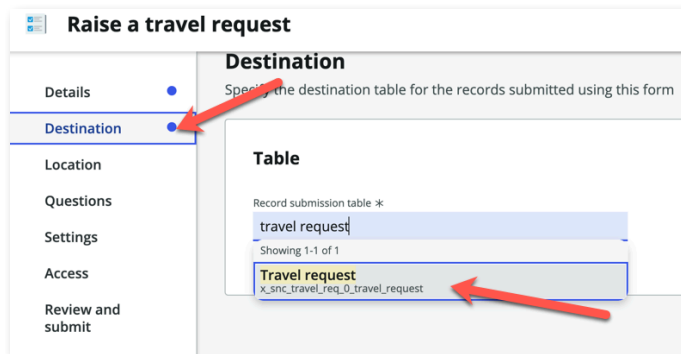 Raise a travel request
Destination
Specify the destination table for the records submitted using this form
Details
Destination
Location
Questions
Settings
Access
Review and
submit
Table
Record submission table *
travel request
Showing 1-1 of 1
Travel request
x_snc_travel_req_0_travel_request